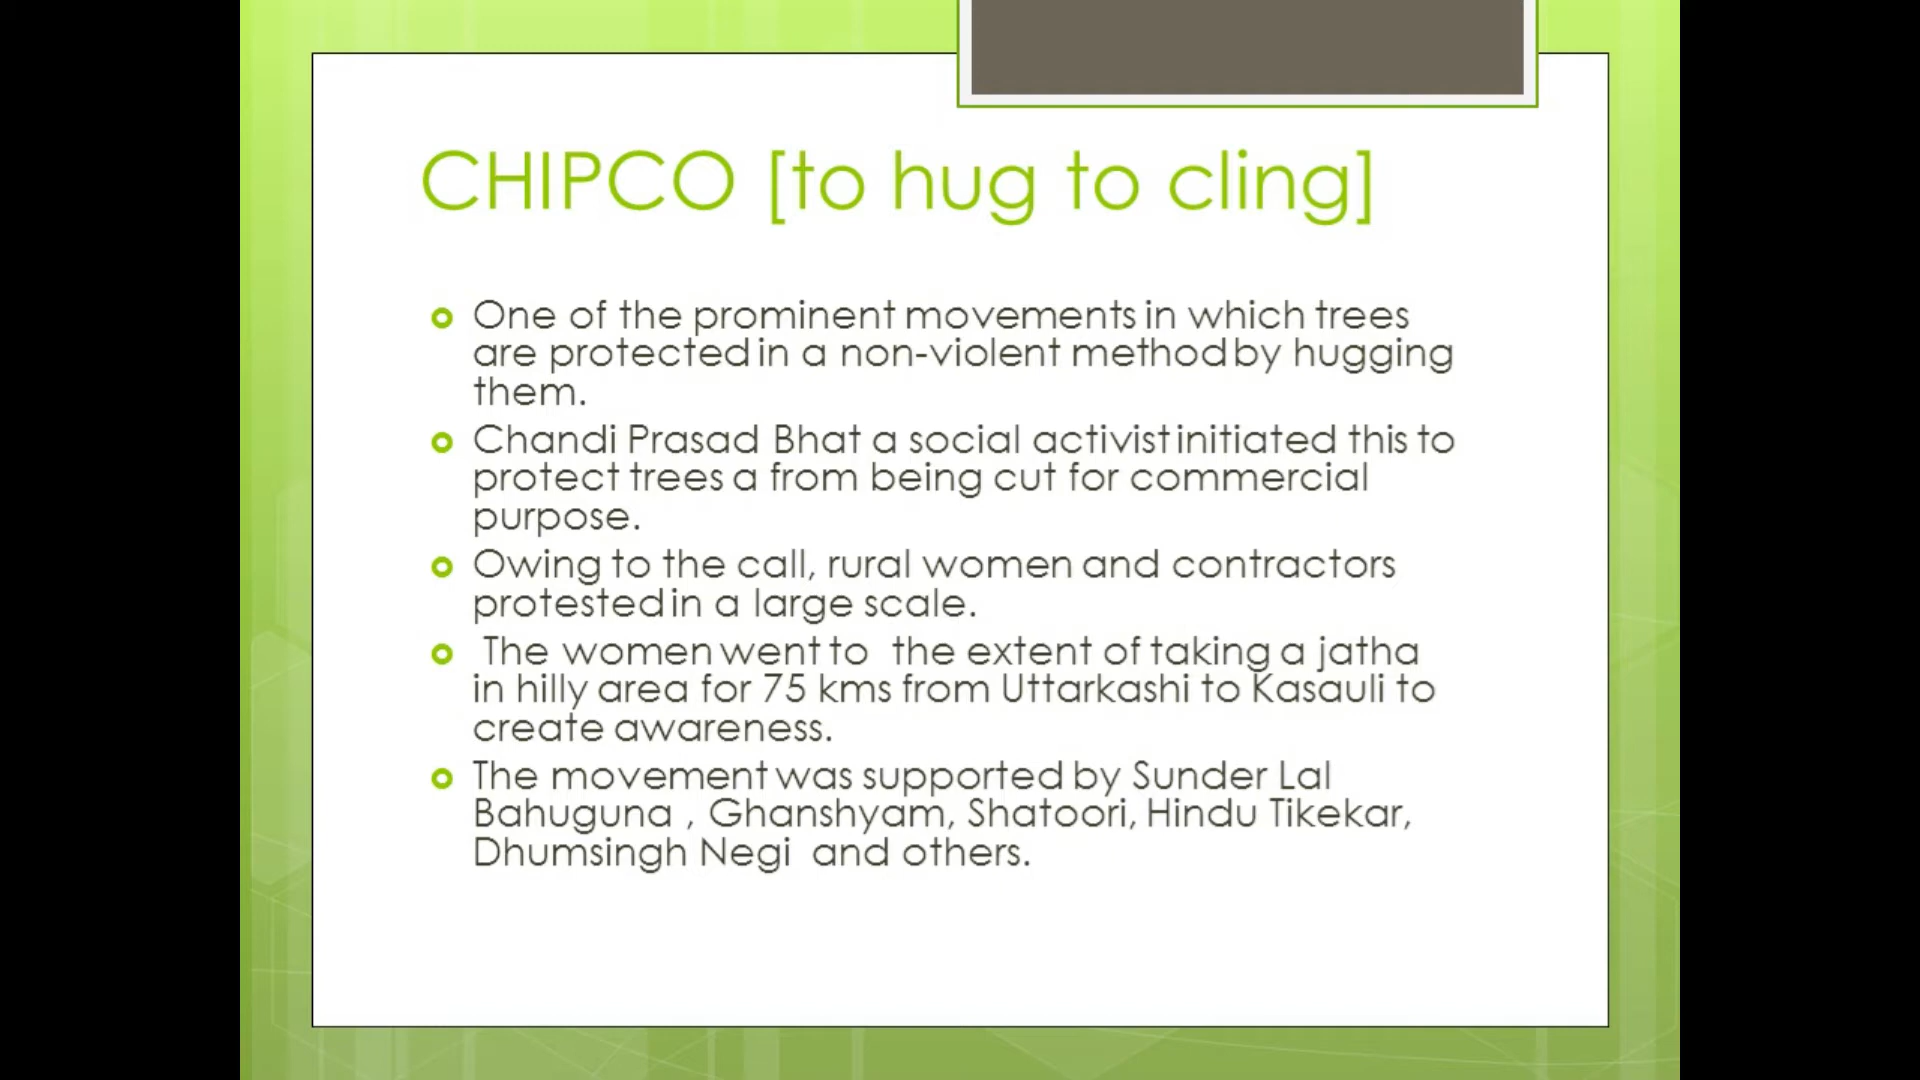 CHIPCO [to hug to cling]
One of the prominent movements in which trees
are protected in a non-violent method by hugging
them.
Chandi Prasad Bhat a social activist initiated this to
protect trees a from being cut for commercial
purpose.
Owing to the call, rural women and contractors
protested in a large scale.
The women went to the extent of taking a jatha
in hilly area for 75 kms from Uttarkashi to Kasauli to
create awareness.
The movement was supported by Sunder Lal
Bahuguna , Ghanshyam, Shatoori, Hindu Tikekar,
Dhumsingh Negi and others.